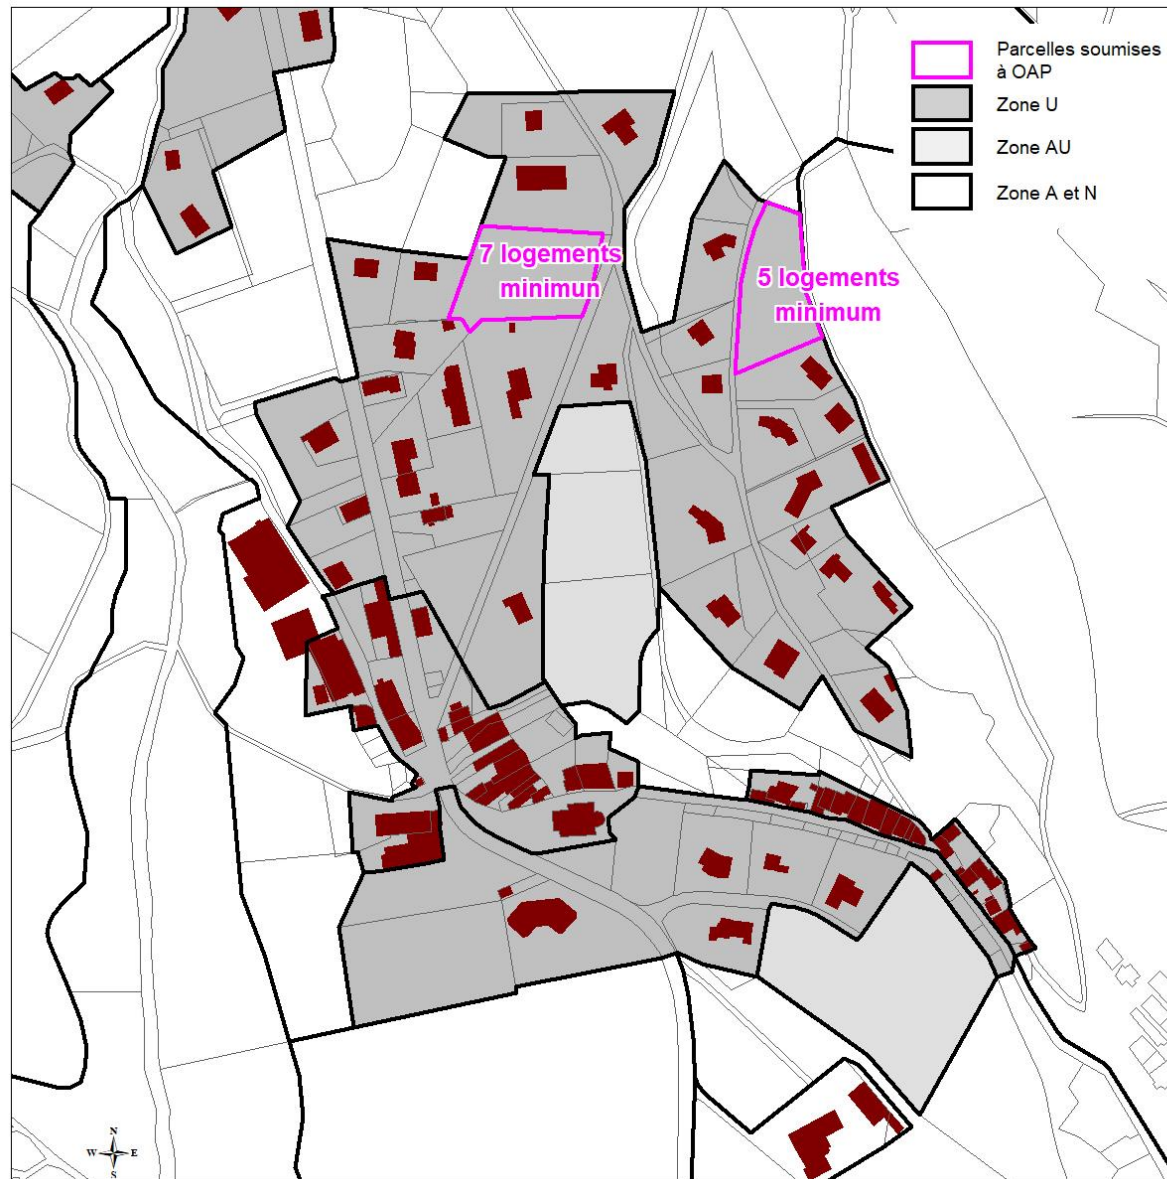 Parcelles soumises
à OAP
Zone U
Zone AU
Zone A et N
7 logements
minimun
5 logements
minimum
N
W E
S